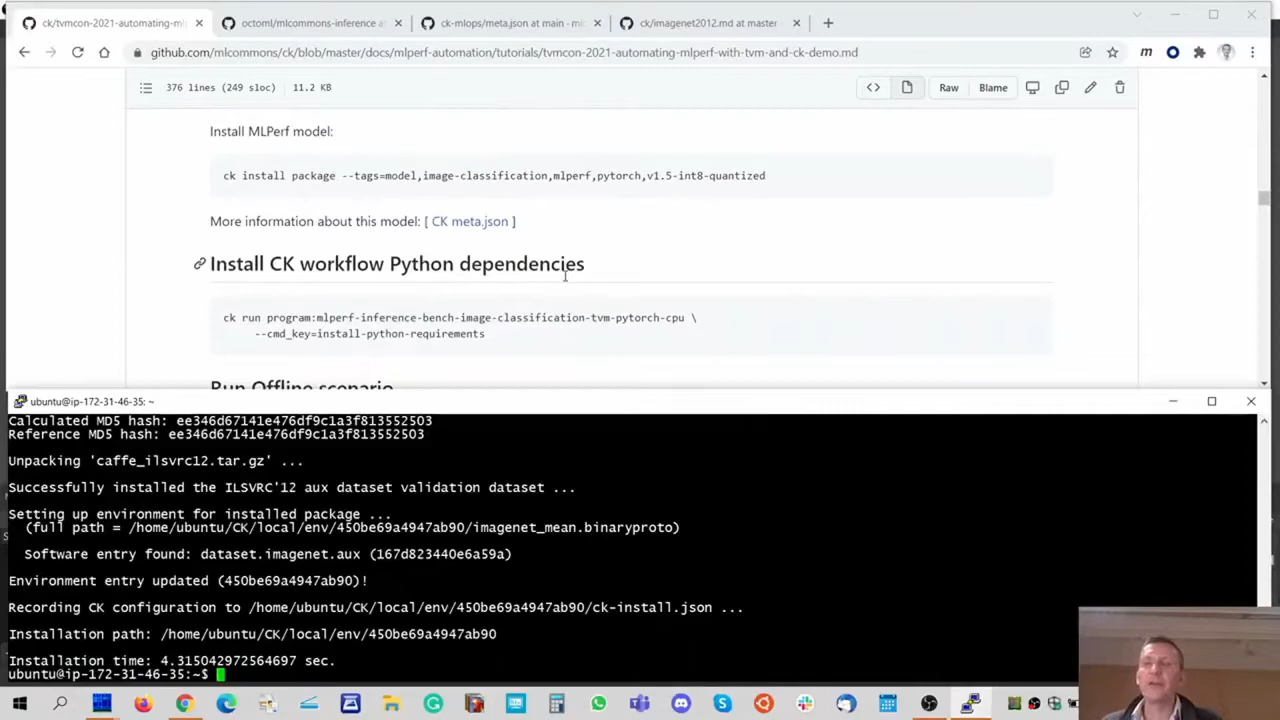 ck/tvmcon-2021-automating-mlp
octoml/mlcommons-inference a
ck-mlops/meta.json at main · mlc
ck/imagenet2012.md at master
github.com/mlcommons/ck/blob/master/docs/mlperf-automation/tutorials/tvmcon-2021-automating-mlperf-with-tvm-and-ck-demo.md
376 lines (249 sloc) 11.2 KB
Raw
Blame
Install MLPerf model:
ck install package --tags=model,image-classification,mlperf,pytorch,v1.5-int8-quantized
More information about this model: [ CK meta.json ]
Install CK workflow Python dependencies
ck run program:mlperf-inference-bench-image-classification-tvm-pytorch-cpu \
--cmd_key=install-python-requirements
Run Offline scenario
ubuntu@ip-172-31-46-35: ~
Calculated MD5 hash: ee346d67141e476df9c1a3f813552503
Reference MD5 hash: ee346d67141e476df9c1a3f813552503
Unpacking 'caffe_ilsvrc12.tar.gz' ...
Successfully installed the ILSVRC'12 aux dataset validation dataset ...
Setting up environment for installed package ...
(full path = /home/ubuntu/CK/local/env/450be69a4947ab90/imagenet_mean.binaryproto)
Software entry found: dataset.imagenet.aux (167d823440e6a59a)
Environment entry updated (450be69a4947ab90)!
Recording CK configuration to /home/ubuntu/CK/local/env/450be69a4947ab90/ck-install.json ...
Installation path: /home/ubuntu/CK/local/env/450be69a4947ab90
Installation time: 4.315042972564697 sec.
ubuntu@ip-172-31-46-35:~$